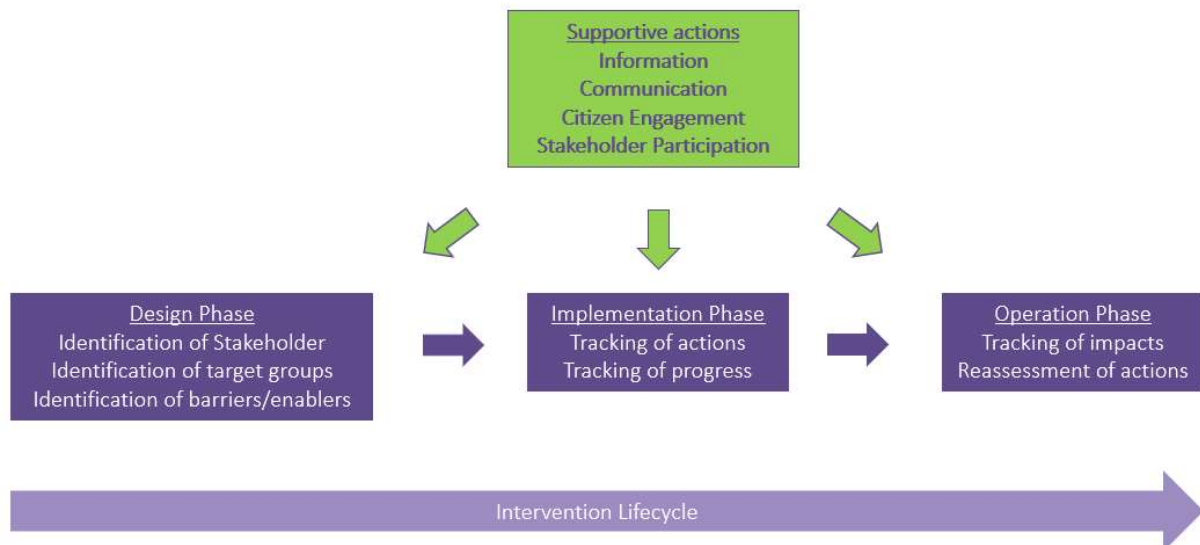 Supportive actions
Information
Communication
Citizen Engagement
Stakeholder Participation
Design Phase
Identification of Stakeholder
Identification of target groups
Identification of barriers/enablers
Implementation Phase
Tracking of actions
Tracking of progress
Operation Phase
Tracking of impacts
Reassessment of actions
Intervention Lifecycle